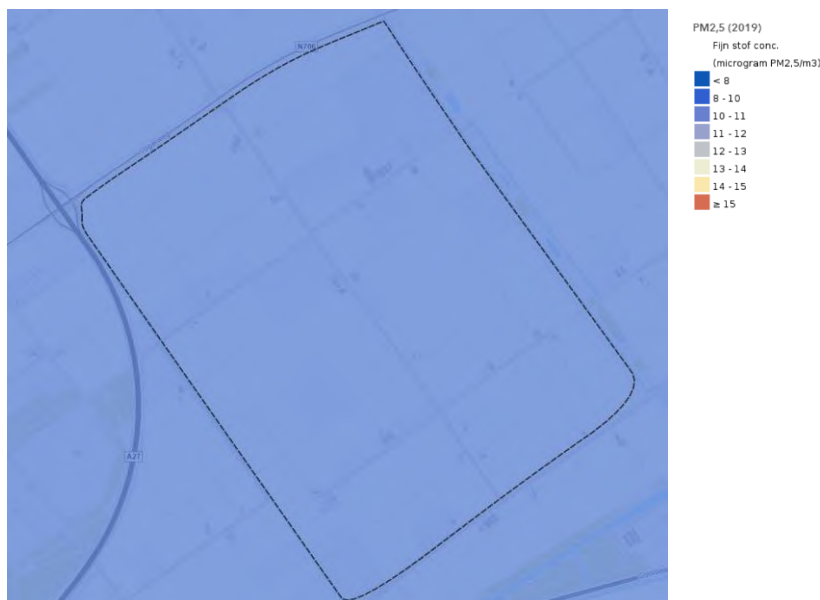 PM2,5 (2019)
Fijn stof conc.
(microgram PM2,5/m3)
< 8
8 - 10
10 - 11
11 - 12
12 - 13
13 - 14
14 - 15
≥ 15
N706
A27